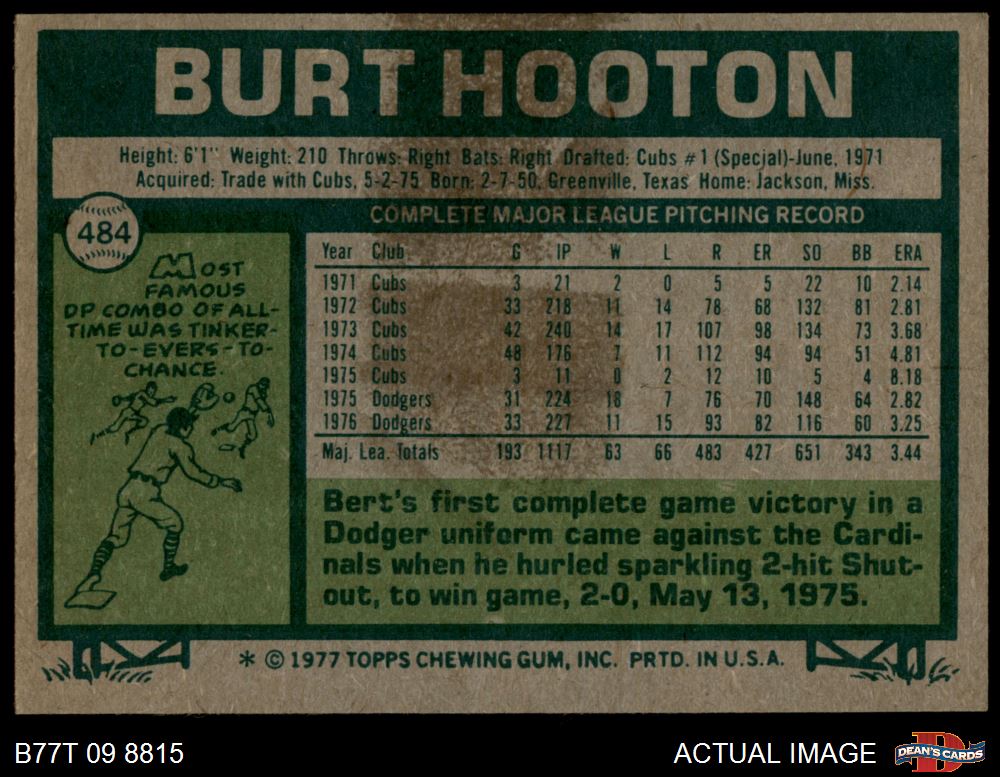 BURT HOOTON
Height: 6'1" Weight: 210 Throws: Right Bats: Right Drafted: Cubs #1 (Special)-June, 1971
Acquired: Trade with Cubs, 5-2-75 Born: 2-7-50, Greenville, Texas Home: Jackson, Miss.
484
MOST
FAMOUS
DP COMBO OF ALL-
TIME WAS TINKER-
TO-EVERS-TO-
CHANCE.
COMPLETE MAJOR LEAGUE PITCHING RECORD
Year Club G IP W L R ER SO BB ERA
1971 Cubs 3 21 2 0 5 5 22 10 2.14
1972 Cubs 33 218 11 14 78 68 132 81 2.81
1973 Cubs 42 240 14 17 107 98 134 73 3.68
1974 Cubs 48 176 7 11 112 94 94 51 4.81
1975 Cubs 3 11 0 2 12 10 5 4 8.18
1975 Dodgers 31 224 18 7 76 70 148 64 2.82
1976 Dodgers 33 227 11 15 93 82 116 60 3.25
Maj. Lea. Totals 193 1117 63 66 483 427 651 343 3.44
Bert's first complete game victory in a
Dodger uniform came against the Cardi-
nals when he hurled sparkling 2-hit Shut-
out, to win game, 2-0, May 13, 1975.
* © 1977 TOPPS CHEWING GUM, INC. PRTD. IN U.S.A.
B77T 09 8815
ACTUAL IMAGE
D
DEAN'S CARDS